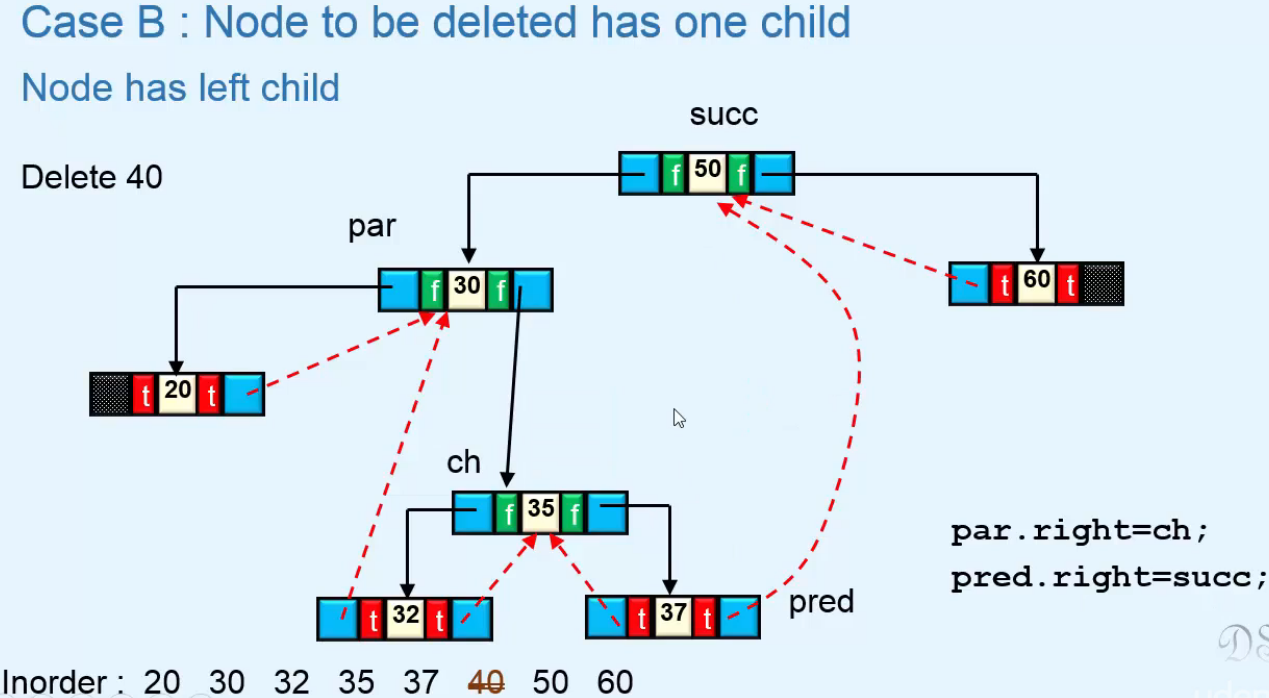 Case B : Node to be deleted has one child
Node has left child
succ
Delete 40
f 50 f
par
f 30 f
t 60 t
t 20 t
ch
f 35 f
par.right=ch;
pred.right=succ;
t 32 t
t 37 t
pred
Inorder : 20 30 32 35 37 40 50 60